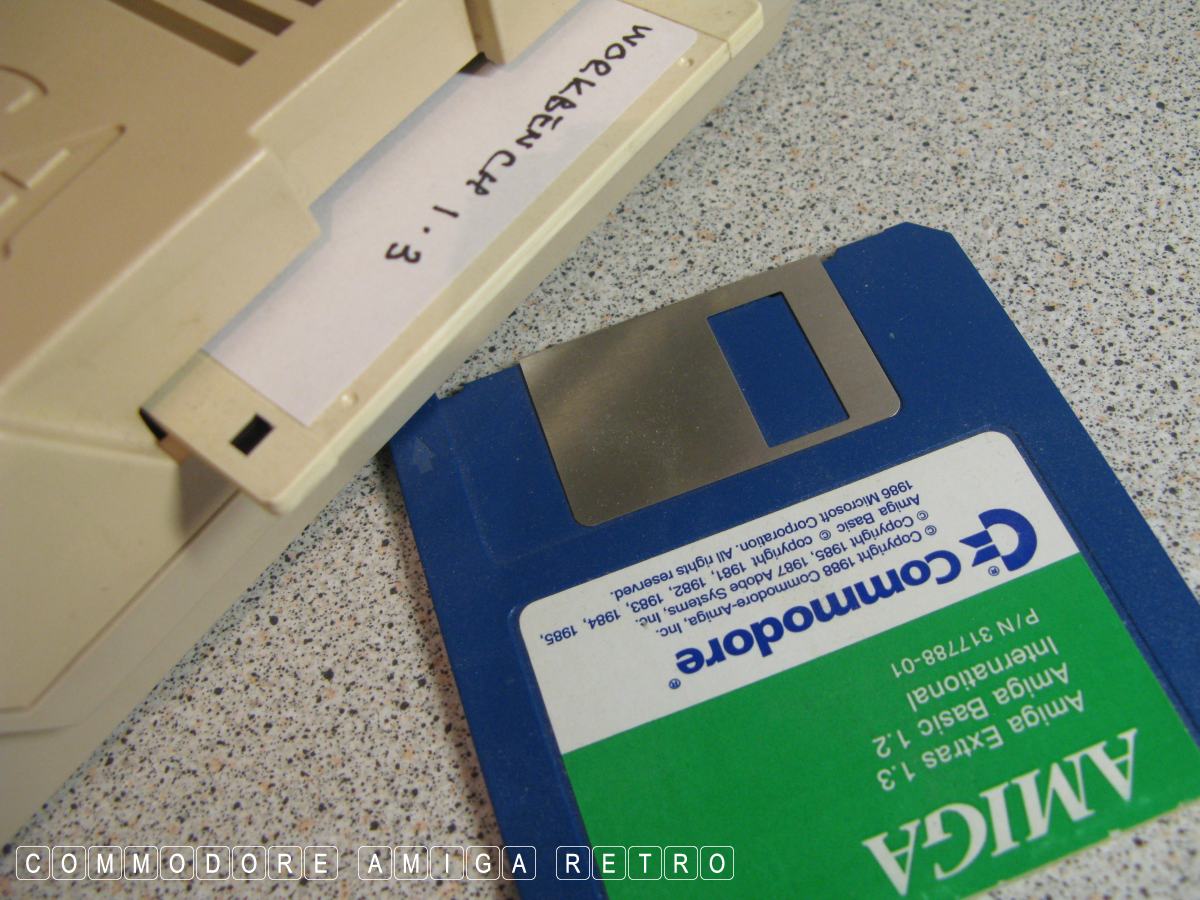 WORKBENCH 1.3
AMIGA
Amiga Extras 1.3
Amiga Basic 1.2
International
P/N 317788-01
Commodore®
© Copyright 1988 Commodore-Amiga, Inc.
© Copyright 1985, 1987 Adobe Systems, Inc.
Amiga Basic © copyright 1981, 1982, 1983, 1984, 1985,
1986 Microsoft Corporation. All rights reserved.
COMMODORE AMIGA RETRO